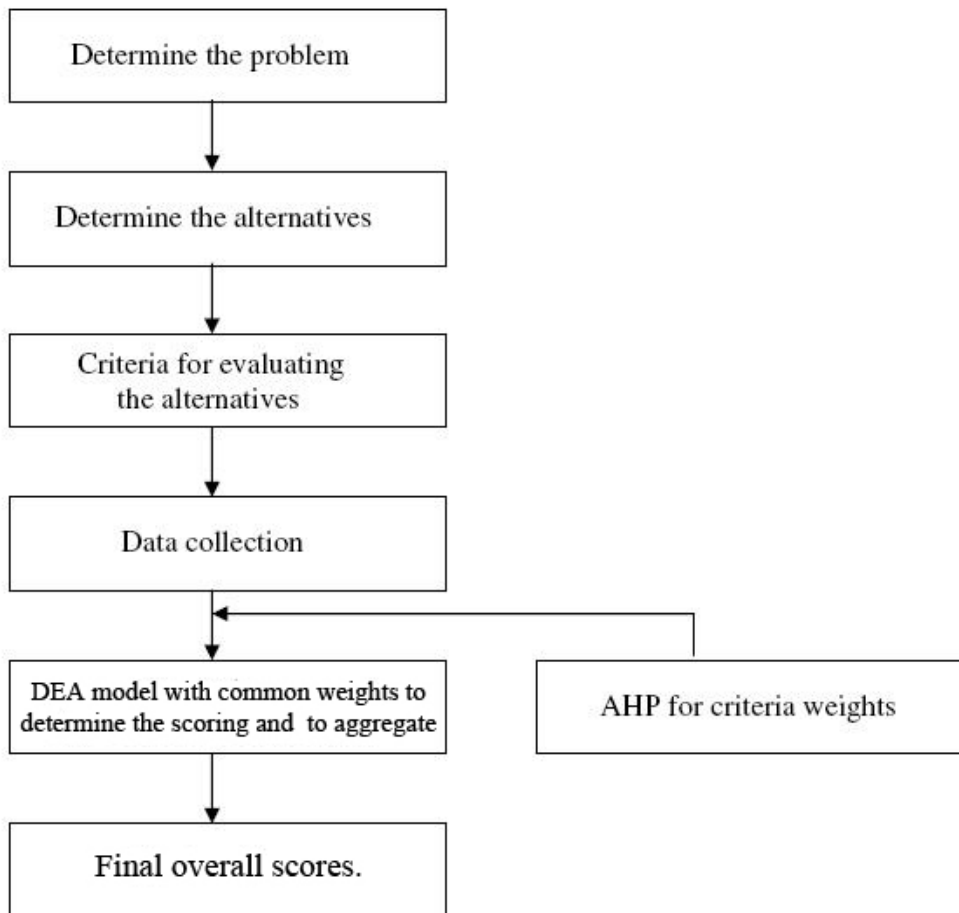 Determine the problem
Determine the alternatives
Criteria for evaluating
the alternatives
Data collection
DEA model with common weights to
determine the scoring and to aggregate
AHP for criteria weights
Final overall scores.